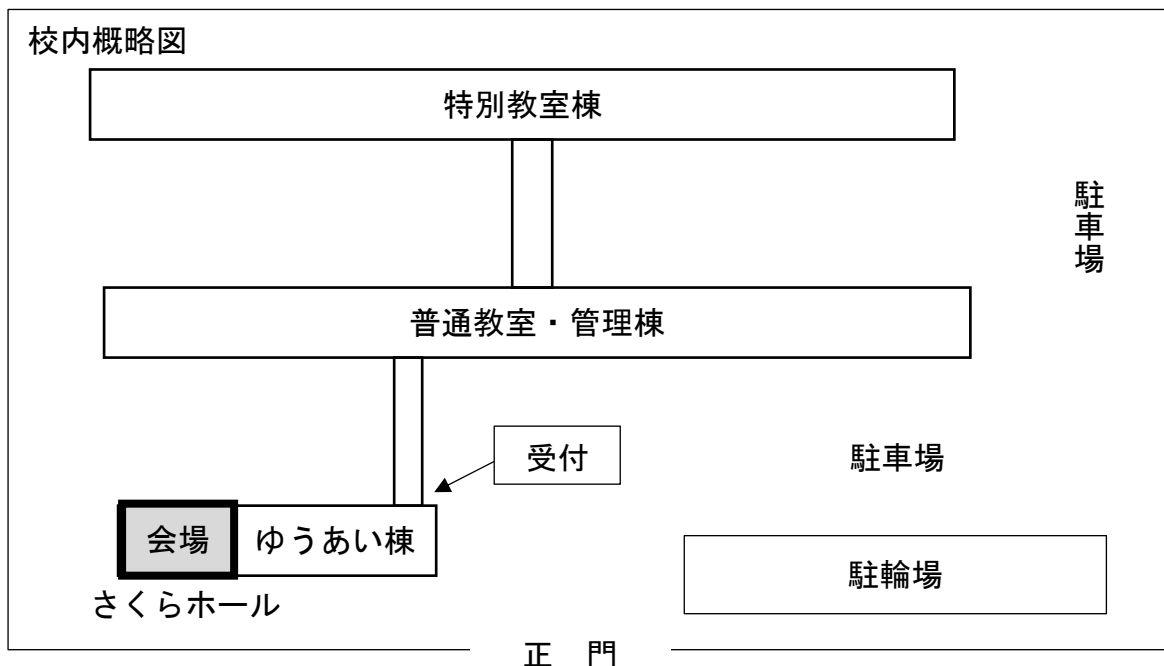 校内概略図
特別教室棟
駐車場
普通教室・管理棟
受付
駐車場
会場
ゆうあい棟
駐輪場
さくらホール
正　門